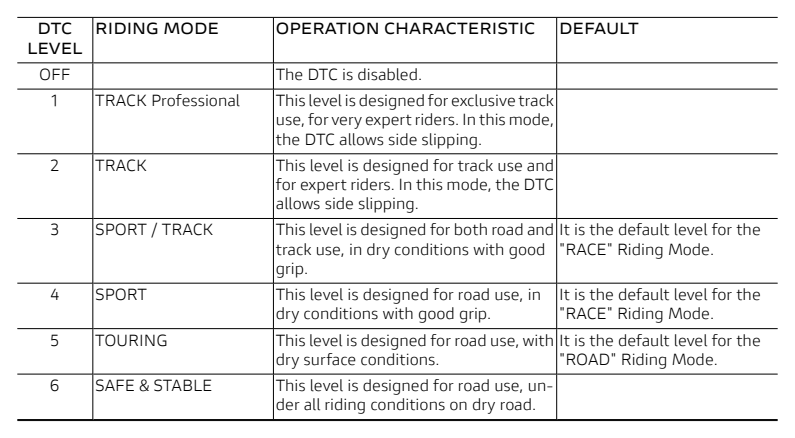 DTC LEVEL RIDING MODE OPERATION CHARACTERISTIC DEFAULT
OFF The DTC is disabled.
1 TRACK Professional This level is designed for exclusive track
use, for very expert riders. In this mode,
the DTC allows side slipping.
2 TRACK This level is designed for track use and
for expert riders. In this mode, the DTC
allows side slipping.
3 SPORT / TRACK This level is designed for both road and It is the default level for the
track use, in dry conditions with good "RACE" Riding Mode.
grip.
4 SPORT This level is designed for road use, in It is the default level for the
dry conditions with good grip. "RACE" Riding Mode.
5 TOURING This level is designed for road use, with It is the default level for the
dry surface conditions. "ROAD" Riding Mode.
6 SAFE & STABLE This level is designed for road use, un-
der all riding conditions on dry road.